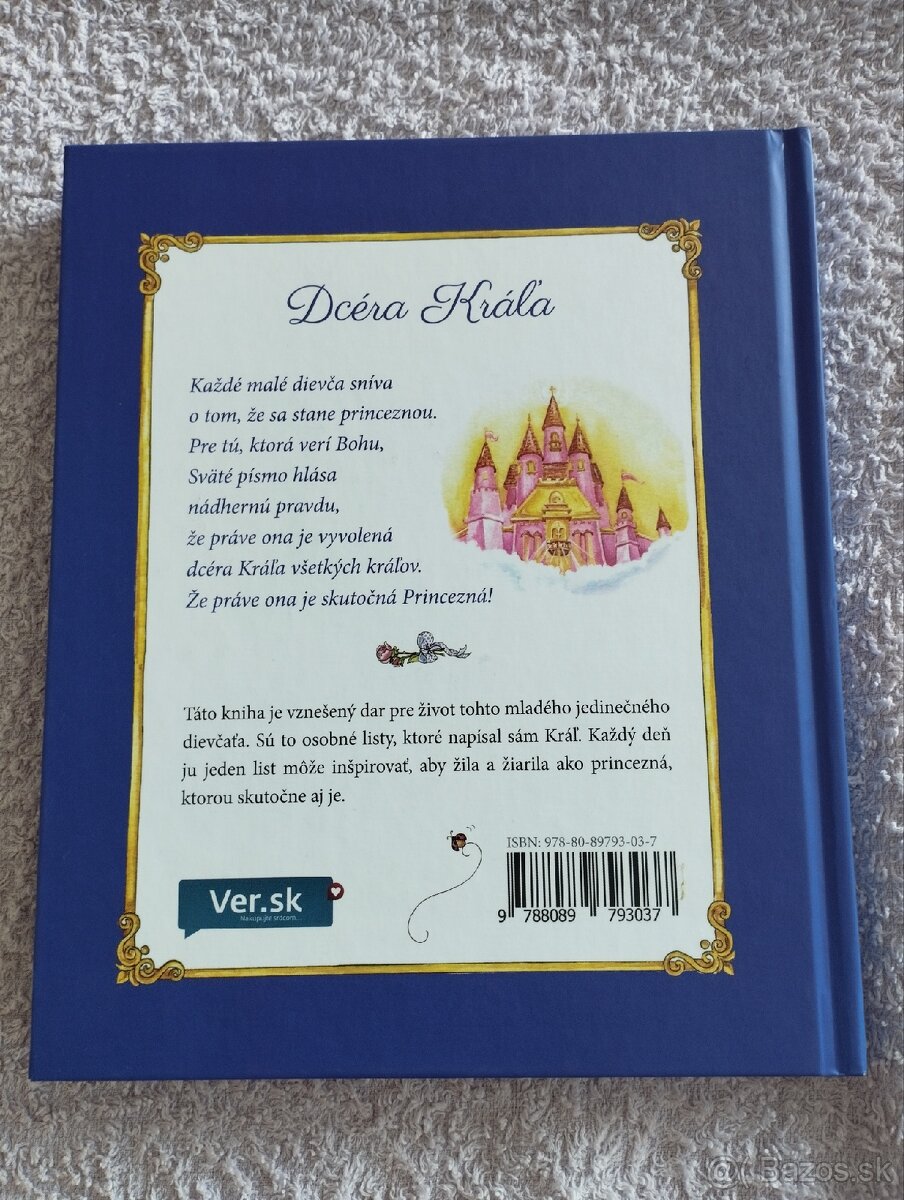 Dcéra Kráľa
Každé malé dievča sníva
o tom, že sa stane princeznou.
Pre tú, ktorá verí Bohu,
Sväté písmo hlása
nádhernú pravdu,
že práve ona je vyvolená
dcéra Kráľa všetkých kráľov.
Že práve ona je skutočná Princezná!
Táto kniha je vznešený dar pre život tohto mladého jedinečného
dievčaťa. Sú to osobné listy, ktoré napísal sám Kráľ. Každý deň
ju jeden list môže inšpirovať, aby žila a žiarila ako princezná,
ktorou skutočne aj je.
ISBN: 978-80-89793-03-7
Ver.sk
Nakupujte srdcom...
9 788089 793037
Bazos.sk